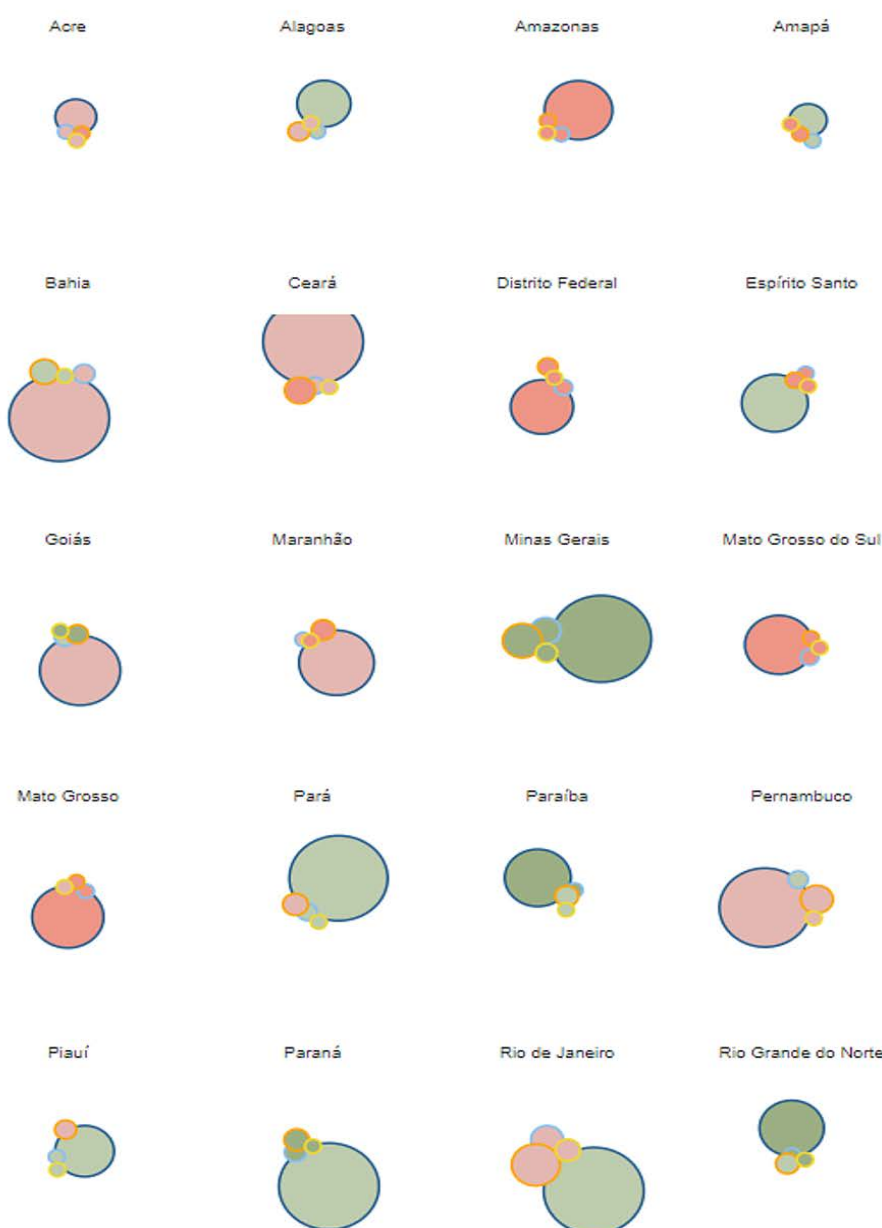 Acre Alagoas Amazonas Amapá
Bahia Ceará Distrito Federal Espírito Santo
Goiás Maranhão Minas Gerais Mato Grosso do Sul
Mato Grosso Pará Paraíba Pernambuco
Piauí Paraná Rio de Janeiro Rio Grande do Norte